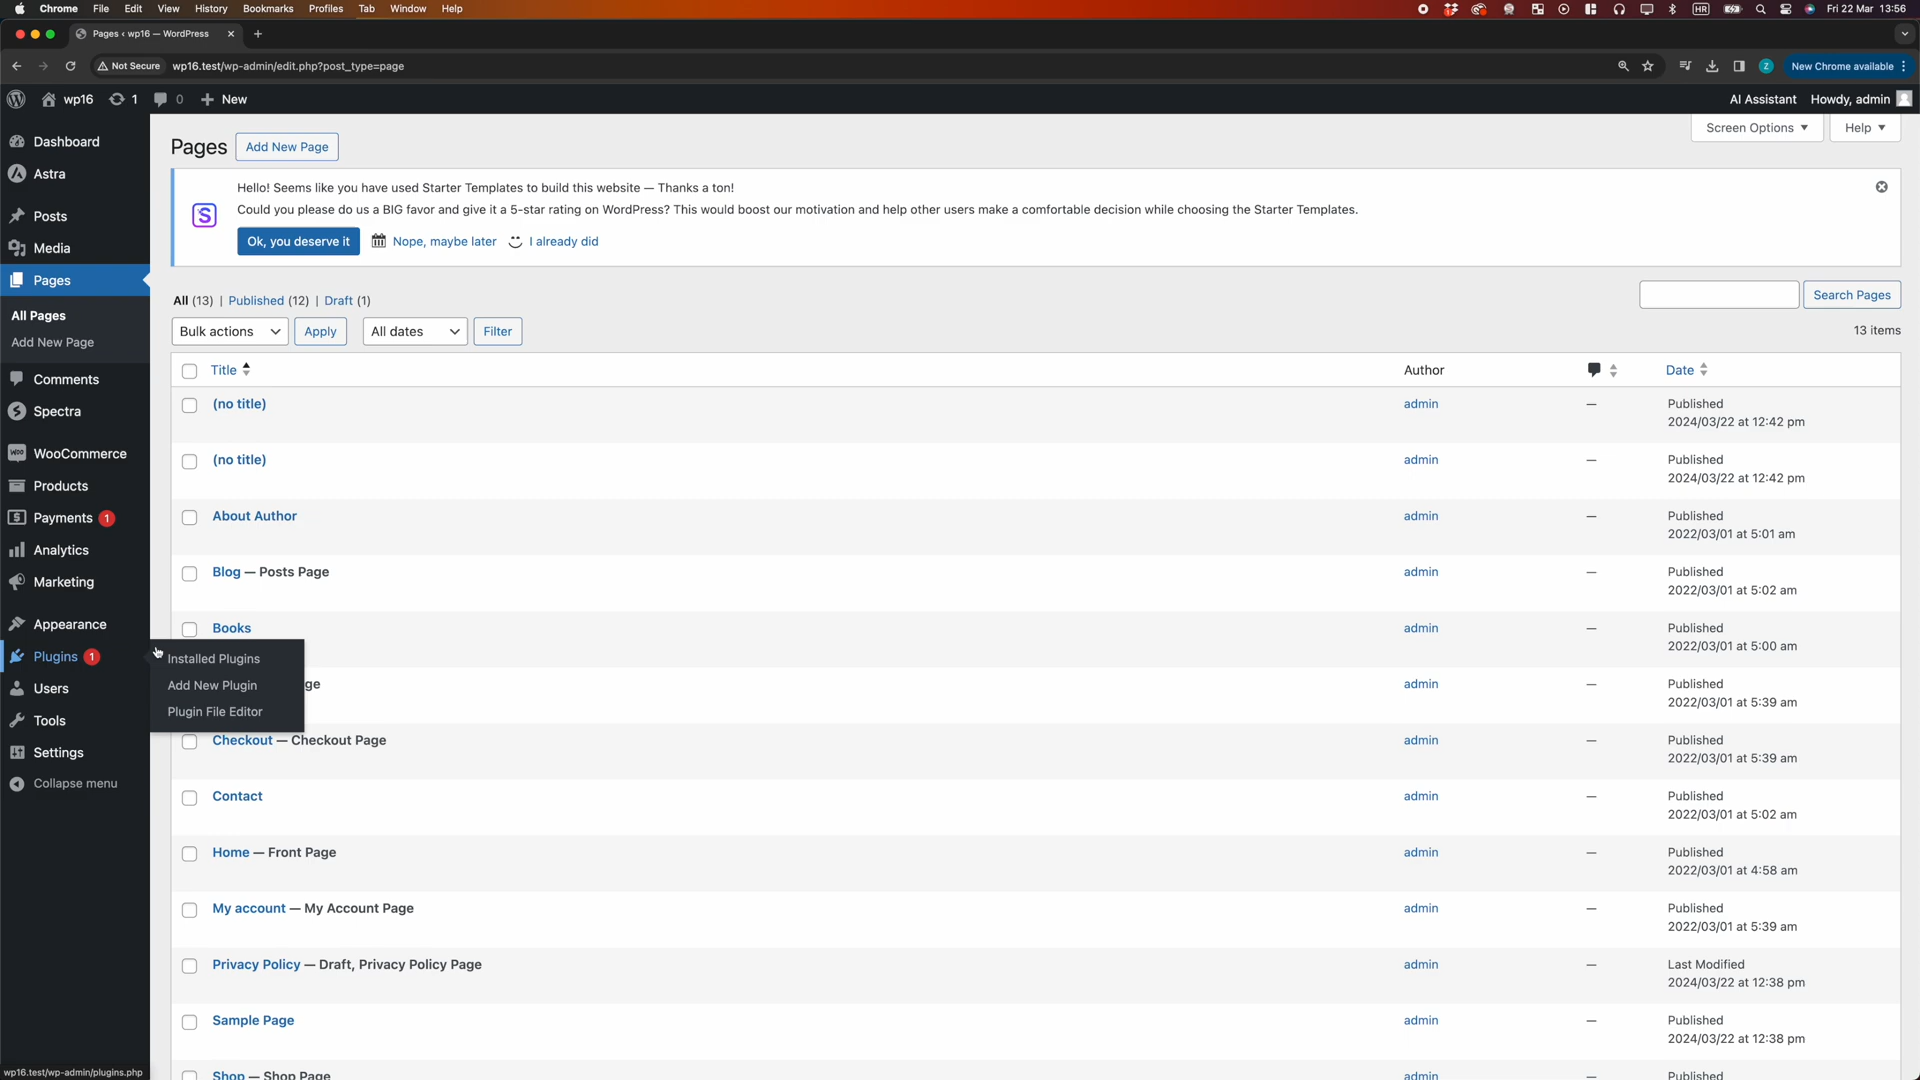 Chrome File Edit View History Bookmarks Profiles Tab Window Help HR Fri 22 Mar 13:56
Pages ‹ wp16 — WordPress
Not Secure wp16.test/wp-admin/edit.php?post_type=page Z New Chrome available
wp16 1 0 New AI Assistant Howdy, admin
Screen Options Help
Dashboard
Astra
Posts
Media
Pages
All Pages
Add New Page
Comments
Spectra
WooCommerce
Products
Payments 1
Analytics
Marketing
Appearance
Plugins 1
Users
Tools
Settings
Collapse menu
Installed Plugins
Add New Plugin
Plugin File Editor
Pages Add New Page
Hello! Seems like you have used Starter Templates to build this website — Thanks a ton!
Could you please do us a BIG favor and give it a 5-star rating on WordPress? This would boost our motivation and help other users make a comfortable decision while choosing the Starter Templates.
Ok, you deserve it Nope, maybe later I already did
All (13) | Published (12) | Draft (1)
Search Pages
Bulk actions Apply All dates Filter
13 items
Title Author Date
(no title) admin — Published
2024/03/22 at 12:42 pm
(no title) admin — Published
2024/03/22 at 12:42 pm
About Author admin — Published
2022/03/01 at 5:01 am
Blog — Posts Page admin — Published
2022/03/01 at 5:02 am
Books admin — Published
2022/03/01 at 5:00 am
ge admin — Published
2022/03/01 at 5:39 am
Checkout — Checkout Page admin — Published
2022/03/01 at 5:39 am
Contact admin — Published
2022/03/01 at 5:02 am
Home — Front Page admin — Published
2022/03/01 at 4:58 am
My account — My Account Page admin — Published
2022/03/01 at 5:39 am
Privacy Policy — Draft, Privacy Policy Page admin — Last Modified
2024/03/22 at 12:38 pm
Sample Page admin — Published
2024/03/22 at 12:38 pm
Shop — Shop Page admin — Published
wp16.test/wp-admin/plugins.php